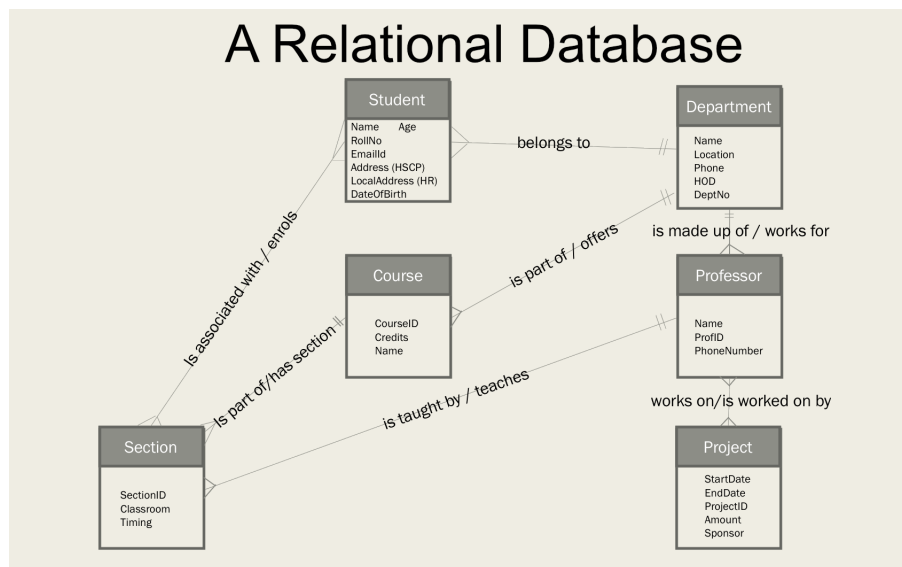 A Relational Database
Student
Name Age
RollNo
EmailId
Address (HSCP)
LocalAddress (HR)
DateOfBirth
belongs to
Department
Name
Location
Phone
HOD
DeptNo
Is associated with / enrols
is part of / offers
is made up of / works for
Course
CourseID
Credits
Name
Professor
Name
ProfID
PhoneNumber
Is part of/has section
is taught by / teaches
works on/is worked on by
Section
SectionID
Classroom
Timing
Project
StartDate
EndDate
ProjectID
Amount
Sponsor